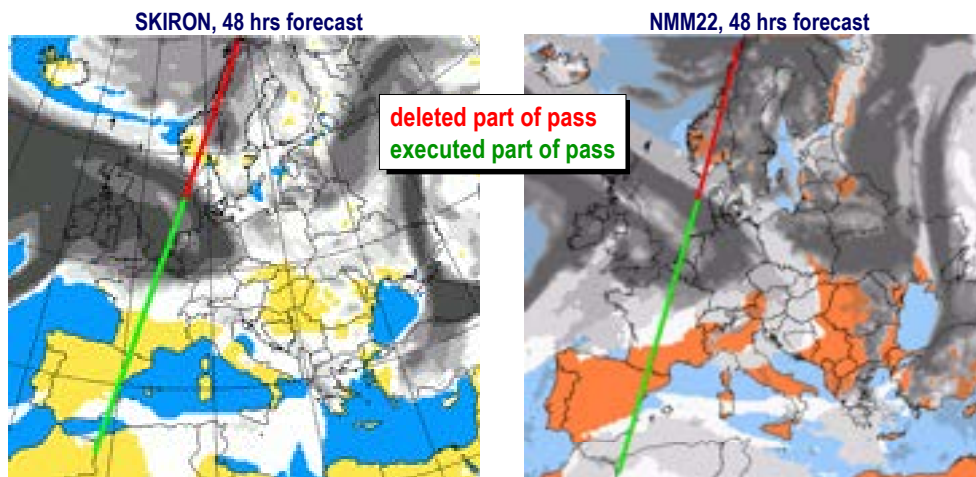 SKIRON, 48 hrs forecast
NMM22, 48 hrs forecast
deleted part of pass
executed part of pass